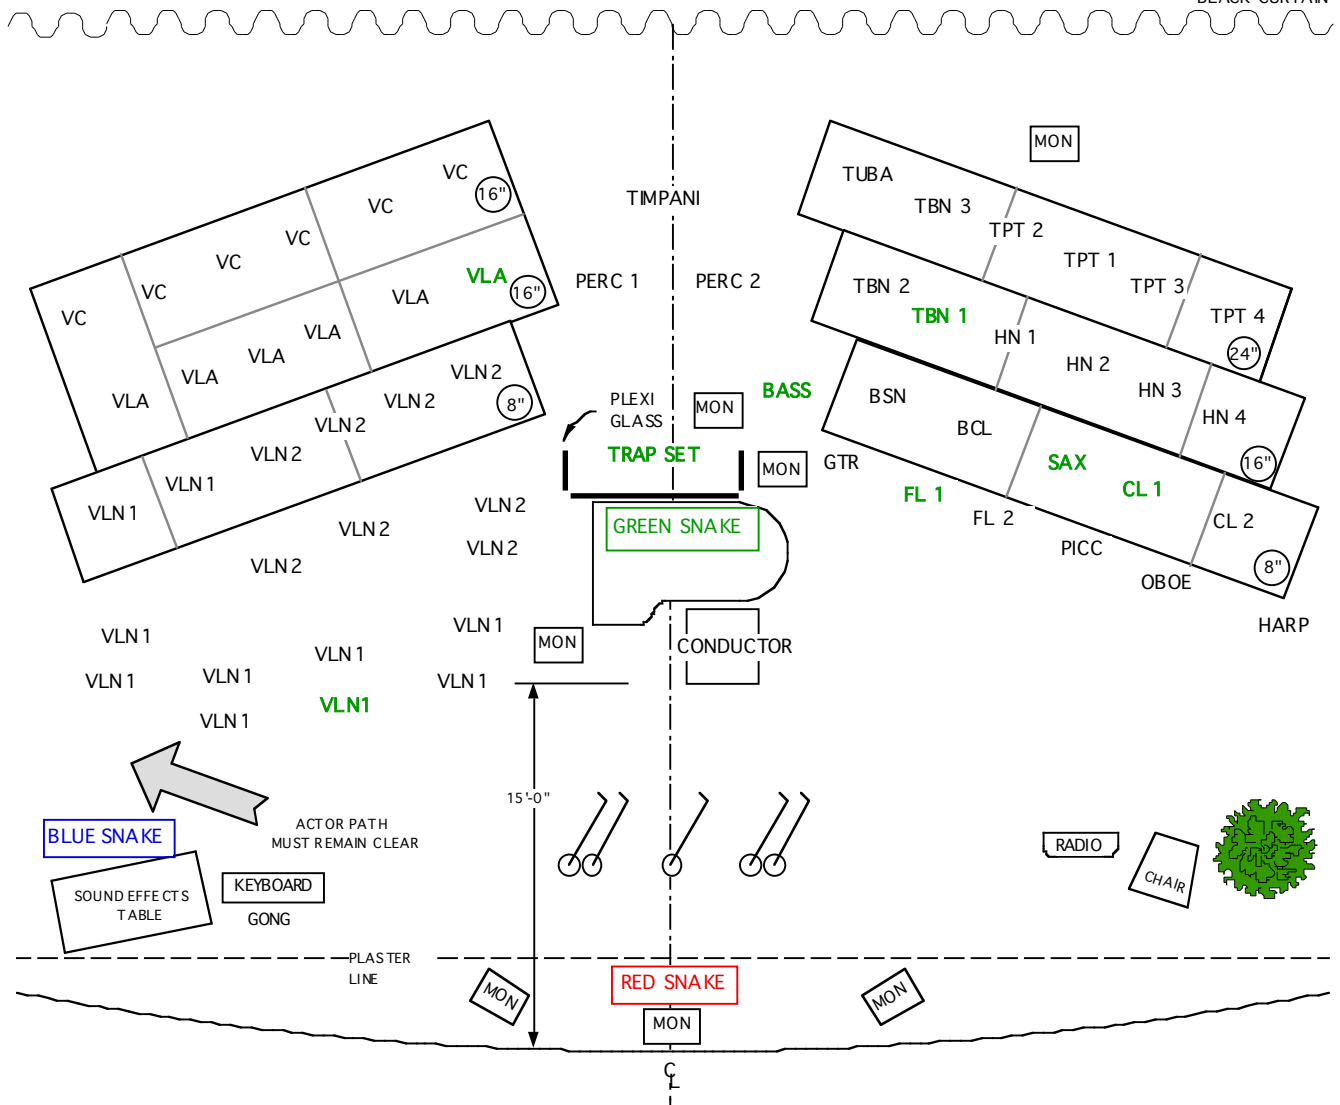 BLACK CURTAIN
MON
TUBA
VC
16"
TIMPANI
TBN 3
VC
TPT 2
VC
TPT 1
VC
VLA
PERC 1
PERC 2
TBN 2
TPT 3
VC
VLA
16"
TBN 1
TPT 4
VC
VLA
HN 1
24"
VLA
HN 2
VLA
VLN 2
HN 3
VLA
VLN 2
8"
PLEXI
GLASS
MON
BASS
BSN
HN 4
VLN 2
BCL
VLN 2
TRAP SET
MON
GTR
SAX
16"
VLN 1
CL 1
VLN 1
VLN 2
FL 1
FL 2
CL 2
VLN 2
GREEN SNAKE
VLN 2
PICC
VLN 2
OBOE
8"
VLN 1
VLN 1
HARP
MON
CONDUCTOR
VLN 1
VLN 1
VLN 1
VLN 1
VLN1
VLN 1
15'-0"
BLUE SNAKE
ACTOR PATH
MUST REMAIN CLEAR
RADIO
CHAIR
SOUND EFFECTS
TABLE
KEYBOARD
GONG
PLASTER
LINE
MON
RED SNAKE
MON
MON
CL